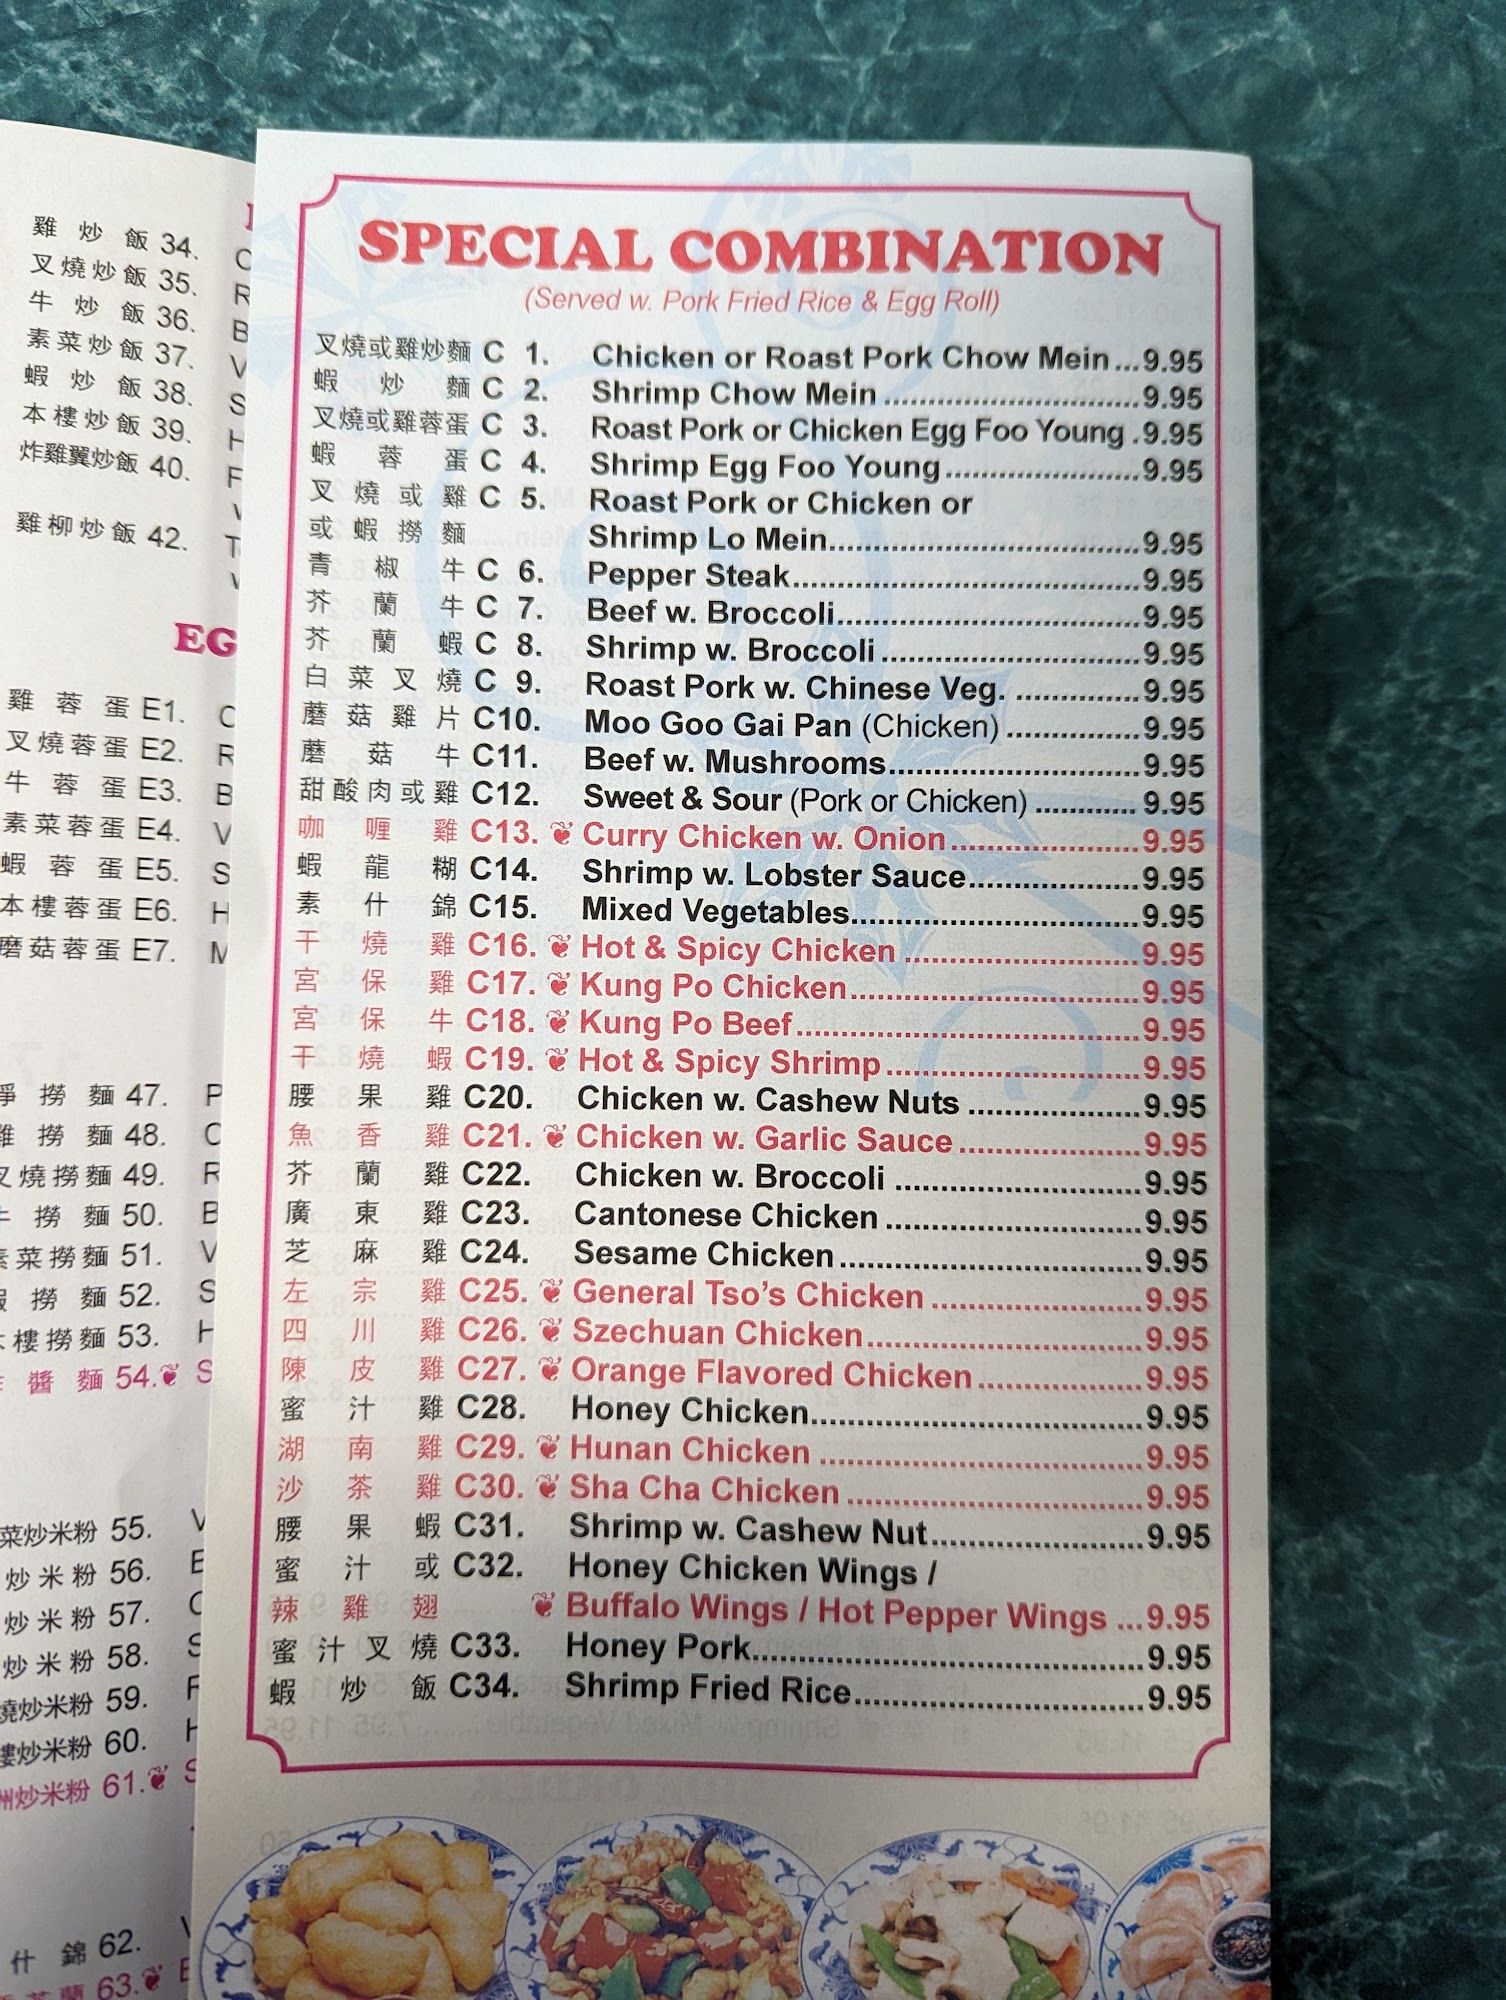 雞炒飯 34.
叉燒炒飯 35.
牛炒飯 36.
素菜炒飯 37.
蝦炒飯 38.
本樓炒飯 39.
炸雞翼炒飯 40.
雞柳炒飯 42.
EG
雞蓉蛋 E1.
叉燒蓉蛋 E2.
牛蓉蛋 E3.
素菜蓉蛋 E4.
蝦蓉蛋 E5.
本樓蓉蛋 E6.
磨菇蓉蛋 E7.
撈麵 47. P
撈麵 48. C
叉燒撈麵 49. R
撈麵 50. B
素菜撈麵 51. V
撈麵 52. S
樓撈麵 53. H
醬麵 54. S
菜炒米粉 55. V
炒米粉 56.
炒米粉 57.
炒米粉 58.
燒炒米粉 59.
樓炒米粉 60.
洲炒米粉 61. S
什錦 62.
芥蘭 63.
SPECIAL COMBINATION
(Served w. Pork Fried Rice & Egg Roll)
叉燒或雞炒麵 C 1. Chicken or Roast Pork Chow Mein...9.95
蝦炒麵 C 2. Shrimp Chow Mein ............................9.95
叉燒或雞蓉蛋 C 3. Roast Pork or Chicken Egg Foo Young .9.95
蝦蓉蛋 C 4. Shrimp Egg Foo Young.....................9.95
叉燒或雞 C 5. Roast Pork or Chicken or
或蝦撈麵 Shrimp Lo Mein..................................9.95
青椒牛 C 6. Pepper Steak......................................9.95
芥蘭牛 C 7. Beef w. Broccoli.................................9.95
芥蘭蝦 C 8. Shrimp w. Broccoli ............................9.95
白菜叉燒 C 9. Roast Pork w. Chinese Veg. .............9.95
磨菇雞片 C10. Moo Goo Gai Pan (Chicken) ..............9.95
磨菇牛 C11. Beef w. Mushrooms...........................9.95
甜酸肉或雞 C12. Sweet & Sour (Pork or Chicken) ...........9.95
咖喱雞 C13. Curry Chicken w. Onion.....................9.95
蝦龍糊 C14. Shrimp w. Lobster Sauce...................9.95
素什錦 C15. Mixed Vegetables...............................9.95
干燒雞 C16. Hot & Spicy Chicken .........................9.95
宮保雞 C17. Kung Po Chicken...............................9.95
宮保牛 C18. Kung Po Beef.....................................9.95
干燒蝦 C19. Hot & Spicy Shrimp...........................9.95
腰果雞 C20. Chicken w. Cashew Nuts ..................9.95
魚香雞 C21. Chicken w. Garlic Sauce ...................9.95
芥蘭雞 C22. Chicken w. Broccoli ..........................9.95
廣東雞 C23. Cantonese Chicken ...........................9.95
芝麻雞 C24. Sesame Chicken ................................9.95
左宗雞 C25. General Tso's Chicken ......................9.95
四川雞 C26. Szechuan Chicken.............................9.95
陳皮雞 C27. Orange Flavored Chicken.................9.95
蜜汁雞 C28. Honey Chicken...................................9.95
湖南雞 C29. Hunan Chicken ..................................9.95
沙茶雞 C30. Sha Cha Chicken ...............................9.95
腰果蝦 C31. Shrimp w. Cashew Nut......................9.95
蜜汁或 C32. Honey Chicken Wings /
辣雞翅 Buffalo Wings / Hot Pepper Wings ...9.95
蜜汁叉燒 C33. Honey Pork.........................................9.95
蝦炒飯 C34. Shrimp Fried Rice..............................9.95